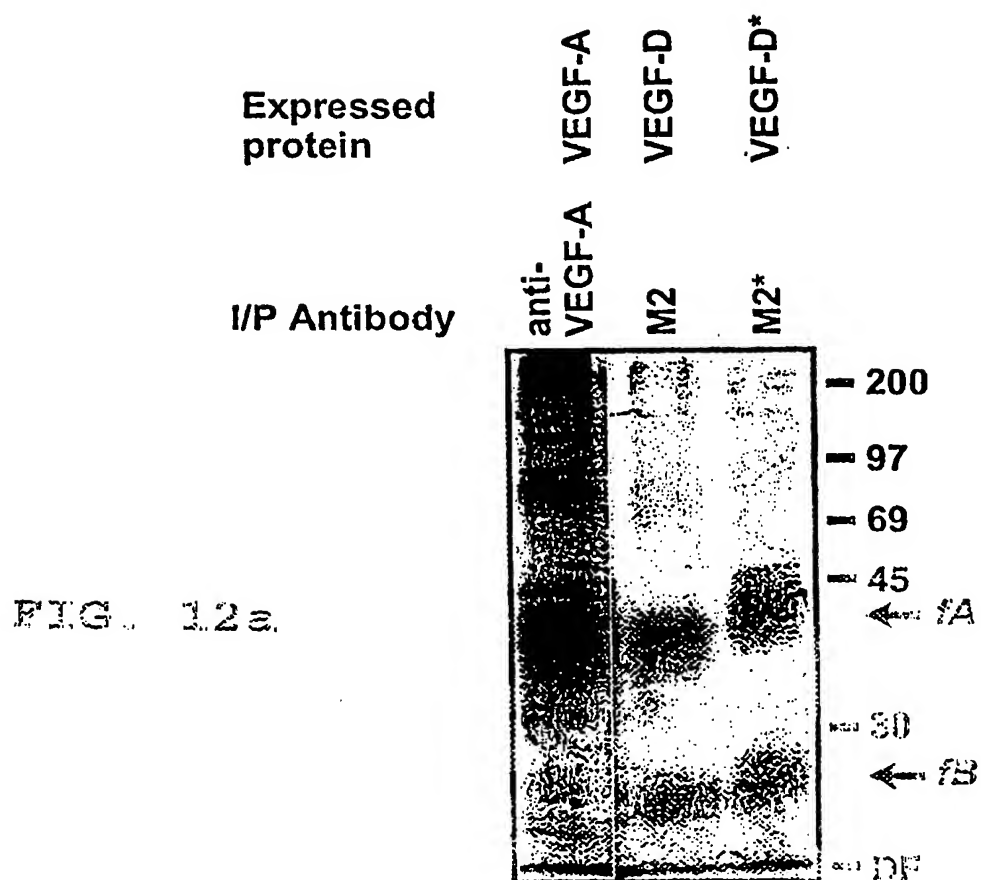 Expressed
protein
VEGF-A
VEGF-D
VEGF-D*
I/P Antibody
anti-
VEGF-A
M2
M2*
200
97
69
45
fA
30
fB
DF
FIG. 12a